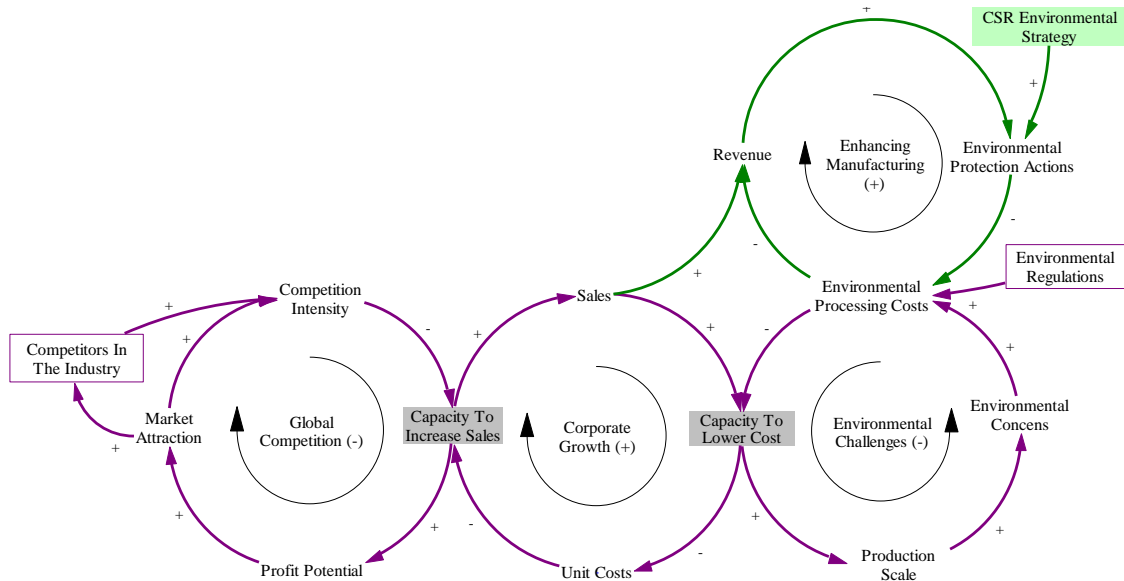 +
CSR Environmental
Strategy
+
Revenue
Enhancing
Manufacturing
(+)
Environmental
Protection Actions
-
-
+
Environmental
Regulations
Competition
Intensity
Sales
Environmental
Processing Costs
+
+
-
+
+
-
+
Competitors In
The Industry
Market
Attraction
+
Global
Competition (-)
Capacity To
Increase Sales
Corporate
Growth (+)
Capacity To
Lower Cost
Environmental
Challenges (-)
Environmental
Concens
+
+
-
-
+
+
Profit Potential
Unit Costs
Production
Scale